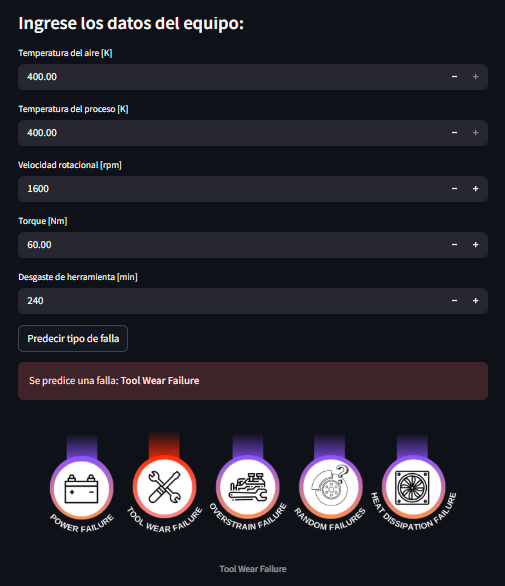 Ingrese los datos del equipo:
Temperatura del aire [K]
400.00
Temperatura del proceso [K]
400.00
Velocidad rotacional [rpm]
1600
Torque [Nm]
60.00
Desgaste de herramienta [min]
240
Predecir tipo de falla
Se predice una falla: Tool Wear Failure
POWER FAILURE
TOOL WEAR FAILURE
OVERSTRAIN FAILURE
RANDOM FAILURES
HEAT DISSIPATION FAILURE
Tool Wear Failure